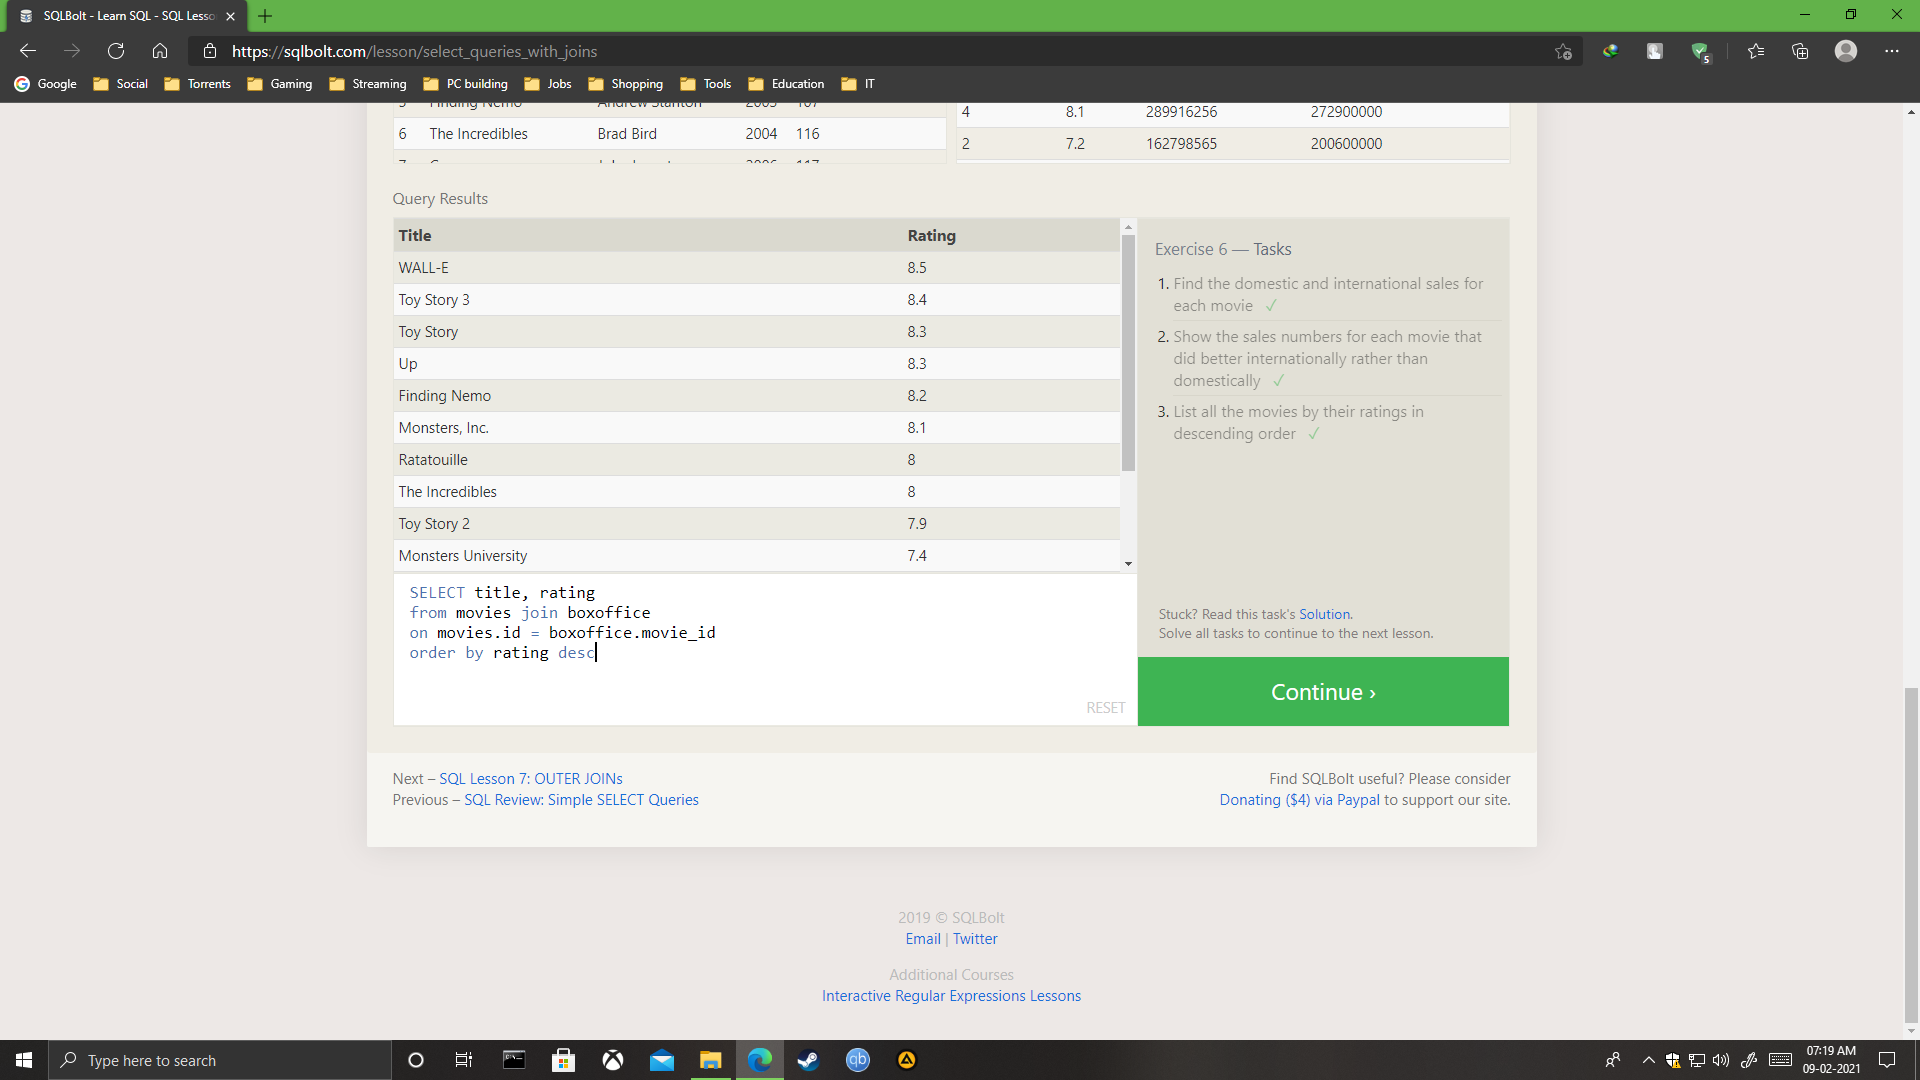 SQLBolt - Learn SQL - SQL Lesso
https://sqlbolt.com/lesson/select_queries_with_joins
5
Google Social Torrents Gaming Streaming PC building Jobs Shopping Tools Education IT
Finding Nemo Andrew Stanton 2003 107
6 The Incredibles Brad Bird 2004 116
4 8.1 289916256 272900000
2 7.2 162798565 200600000
Query Results
Title Rating
WALL-E 8.5
Toy Story 3 8.4
Toy Story 8.3
Up 8.3
Finding Nemo 8.2
Monsters, Inc. 8.1
Ratatouille 8
The Incredibles 8
Toy Story 2 7.9
Monsters University 7.4
SELECT title, rating
from movies join boxoffice
on movies.id = boxoffice.movie_id
order by rating desc
RESET
Exercise 6 — Tasks
1. Find the domestic and international sales for
each movie ✓
2. Show the sales numbers for each movie that
did better internationally rather than
domestically ✓
3. List all the movies by their ratings in
descending order ✓
Stuck? Read this task's Solution.
Solve all tasks to continue to the next lesson.
Continue ›
Next – SQL Lesson 7: OUTER JOINs
Previous – SQL Review: Simple SELECT Queries
Find SQLBolt useful? Please consider
Donating ($4) via Paypal to support our site.
2019 © SQLBolt
Email | Twitter
Additional Courses
Interactive Regular Expressions Lessons
Type here to search
qb
07:19 AM
09-02-2021